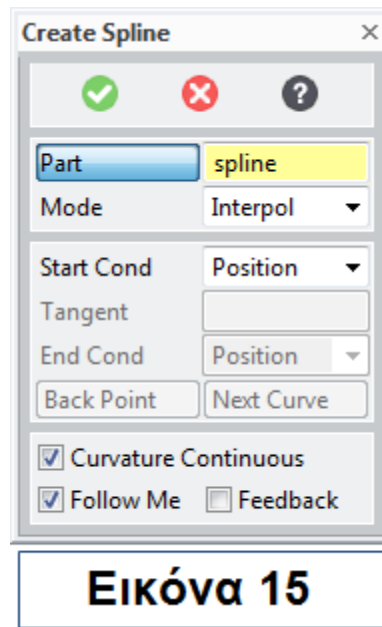 Create Spline
Part spline
Mode Interpol
Start Cond Position
Tangent
End Cond Position
Back Point Next Curve
Curvature Continuous
Follow Me Feedback
Εικόνα 15